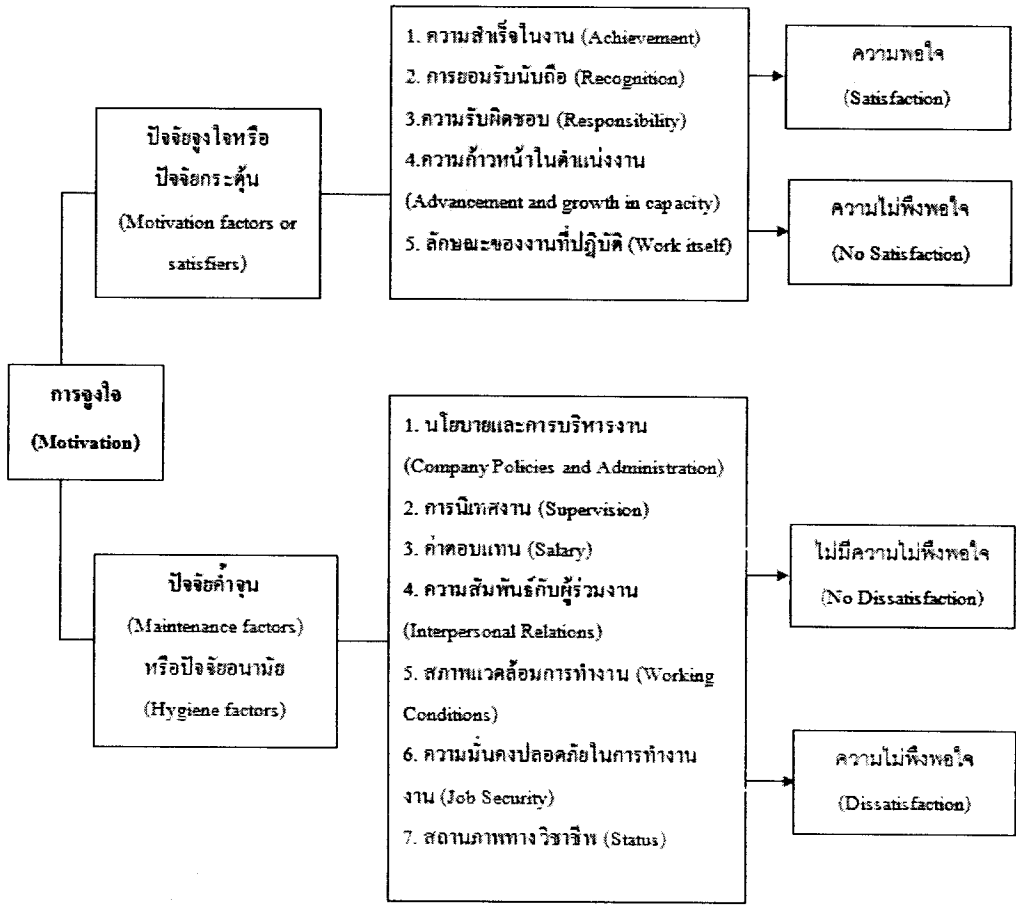 การจูงใจ
(Motivation)
ปัจจัยจูงใจหรือ
ปัจจัยกระตุ้น
(Motivation factors or
satisfiers)
1. ความสำเร็จในงาน (Achievement)
2. การยอมรับนับถือ (Recognition)
3.ความรับผิดชอบ (Responsibility)
4.ความก้าวหน้าในตำแน่งงาน
(Advancement and growth in capacity)
5. ลักษณะของงานที่ปฏิบัติ (Work itself)
ความพอใจ
(Satisfaction)
ความไม่พึงพอใจ
(No Satisfaction)
ปัจจัยค้ำจุน
(Maintenance factors)
หรือปัจจัยอนามัย
(Hygiene factors)
1. นโยบายและการบริหารงาน
(Company Policies and Administration)
2. การนิเทศงาน (Supervision)
3. ค่าตอบแทน (Salary)
4. ความสัมพันธ์กับผู้ร่วมงาน
(Interpersonal Relations)
5. สภาพแวดล้อมการทำงาน (Working
Conditions)
6. ความมั่นคงปลอดภัยในการทำงาน
งาน (Job Security)
7. สถานภาพทางวิชาชีพ (Status)
ไม่มีความไม่พึงพอใจ
(No Dissatisfaction)
ความไม่พึงพอใจ
(Dissatisfaction)